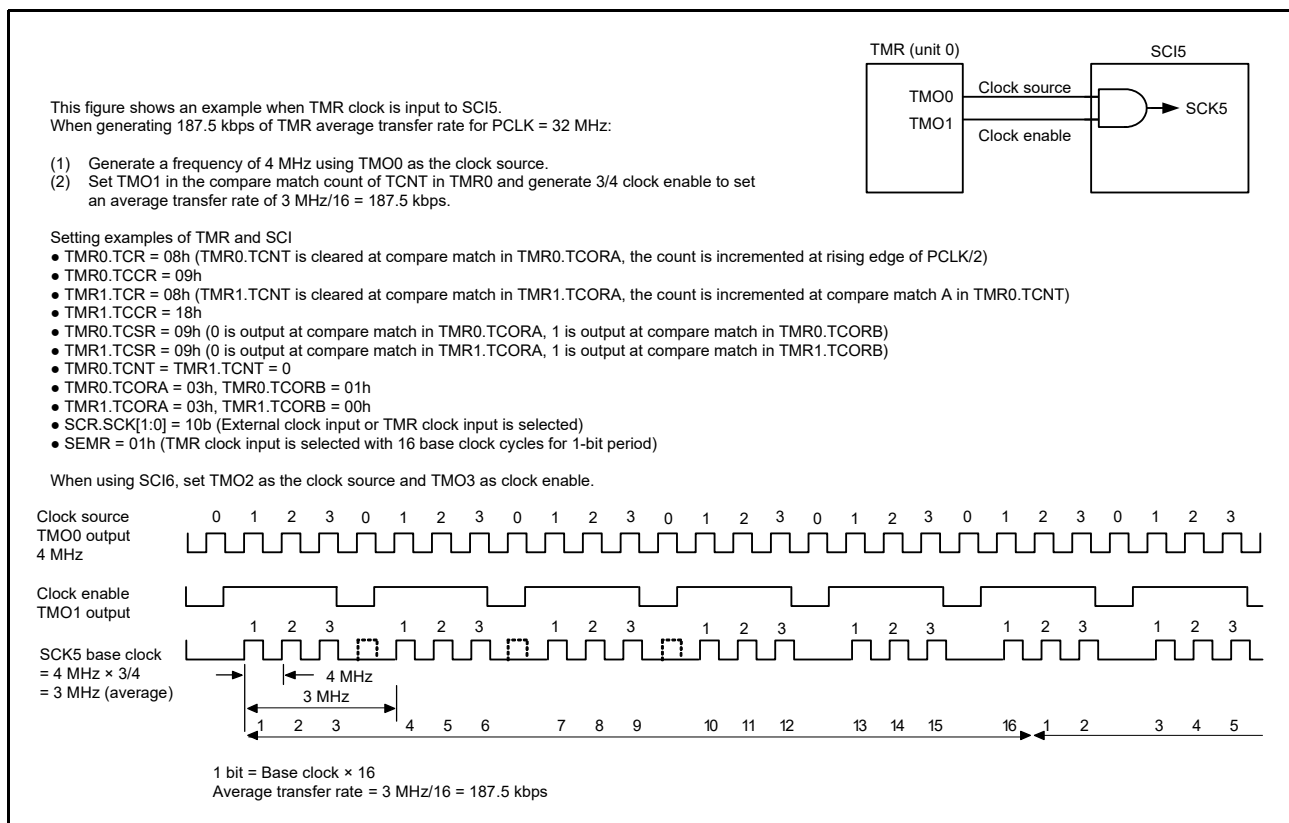 TMR (unit 0)
SCI5
TMO0
Clock source
SCK5
TMO1
Clock enable
This figure shows an example when TMR clock is input to SCI5.
When generating 187.5 kbps of TMR average transfer rate for PCLK = 32 MHz:
(1) Generate a frequency of 4 MHz using TMO0 as the clock source.
(2) Set TMO1 in the compare match count of TCNT in TMR0 and generate 3/4 clock enable to set
an average transfer rate of 3 MHz/16 = 187.5 kbps.
Setting examples of TMR and SCI
● TMR0.TCR = 08h (TMR0.TCNT is cleared at compare match in TMR0.TCORA, the count is incremented at rising edge of PCLK/2)
● TMR0.TCCR = 09h
● TMR1.TCR = 08h (TMR1.TCNT is cleared at compare match in TMR1.TCORA, the count is incremented at compare match A in TMR0.TCNT)
● TMR1.TCCR = 18h
● TMR0.TCSR = 09h (0 is output at compare match in TMR0.TCORA, 1 is output at compare match in TMR0.TCORB)
● TMR1.TCSR = 09h (0 is output at compare match in TMR1.TCORA, 1 is output at compare match in TMR1.TCORB)
● TMR0.TCNT = TMR1.TCNT = 0
● TMR0.TCORA = 03h, TMR0.TCORB = 01h
● TMR1.TCORA = 03h, TMR1.TCORB = 00h
● SCR.SCK[1:0] = 10b (External clock input or TMR clock input is selected)
● SEMR = 01h (TMR clock input is selected with 16 base clock cycles for 1-bit period)
When using SCI6, set TMO2 as the clock source and TMO3 as clock enable.
Clock source
TMO0 output
4 MHz
0 1 2 3 0 1 2 3 0 1 2 3 0 1 2 3 0 1 2 3 0 1 2 3 0 1 2 3
Clock enable
TMO1 output
1 2 3 1 2 3 1 2 3 1 2 3 1 2 3 1 2 3 1 2 3
SCK5 base clock
= 4 MHz × 3/4
= 3 MHz (average)
4 MHz
3 MHz
1 2 3 4 5 6 7 8 9 10 11 12 13 14 15 16 1 2 3 4 5
1 bit = Base clock × 16
Average transfer rate = 3 MHz/16 = 187.5 kbps